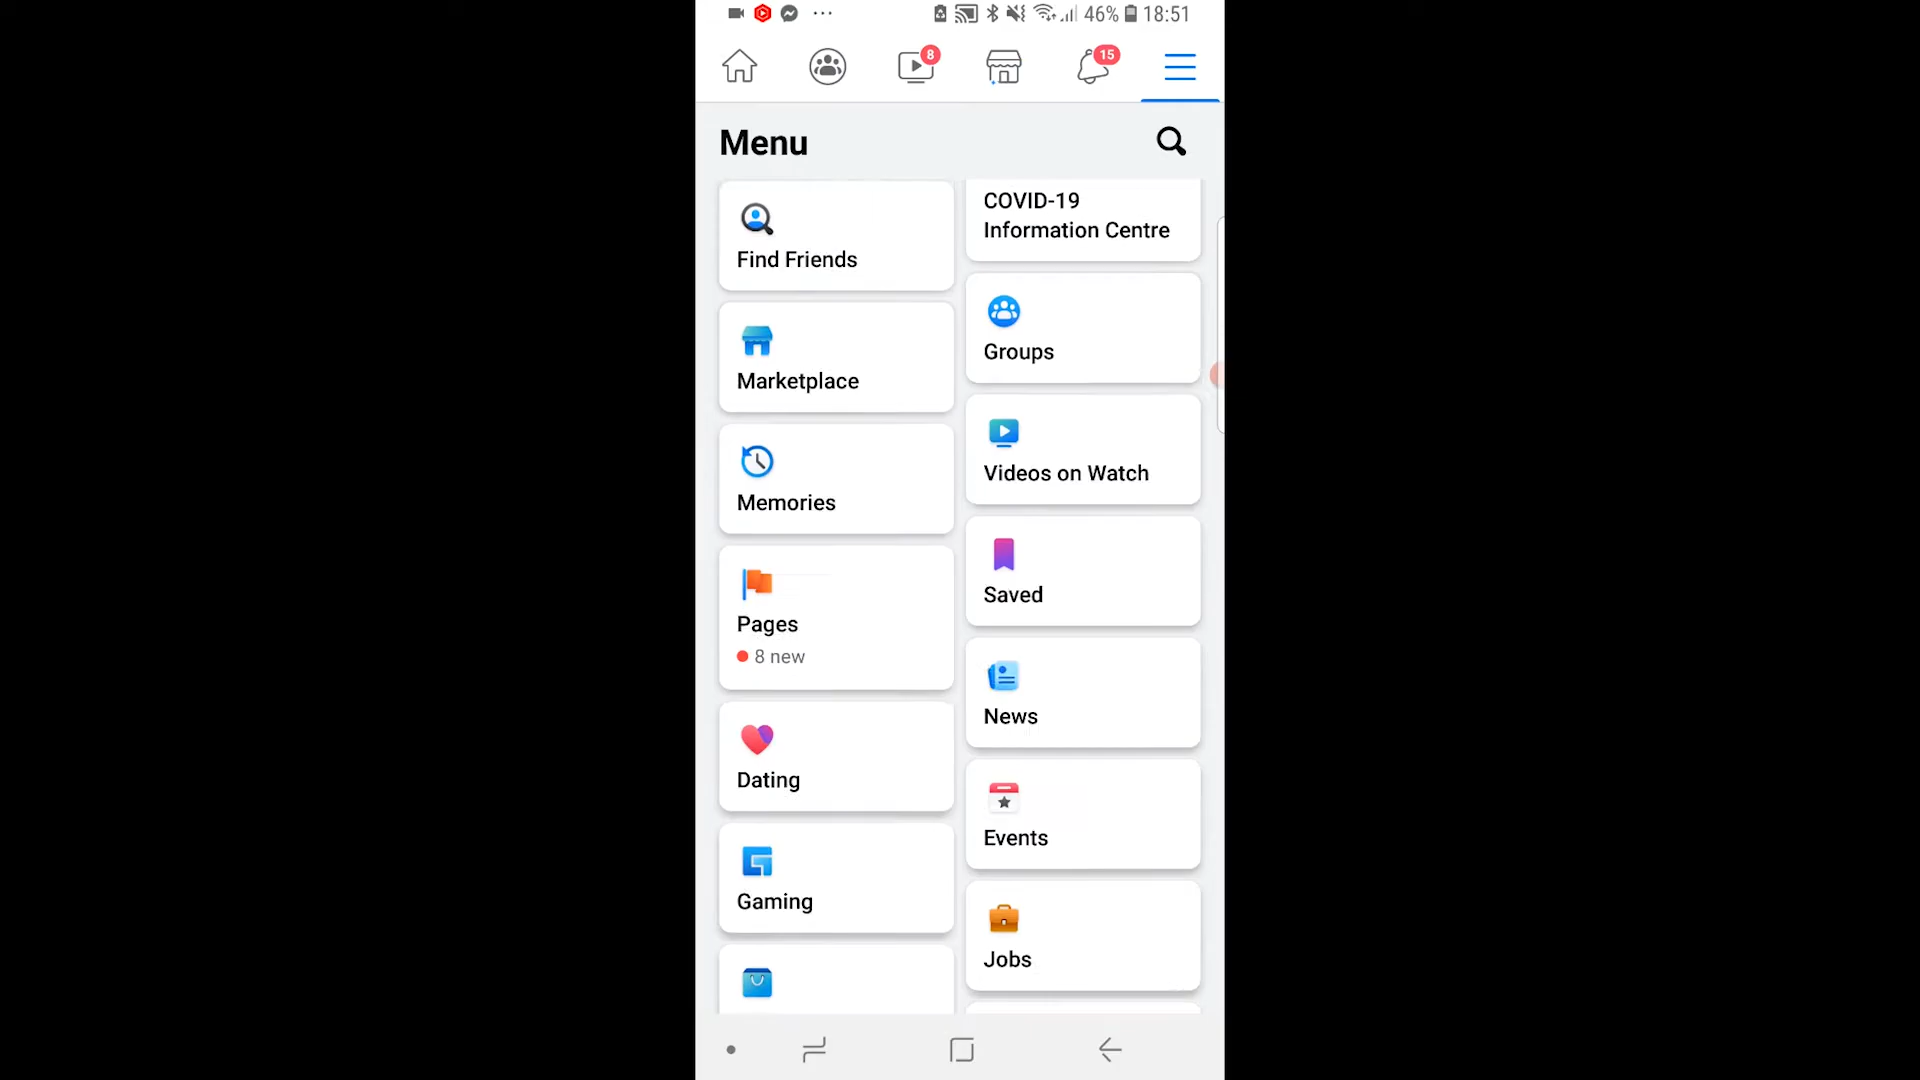 46% 18:51
8
15
Menu
Find Friends
COVID-19
Information Centre
Marketplace
Groups
Memories
Videos on Watch
Pages
8 new
Saved
Dating
News
Gaming
Events
Jobs